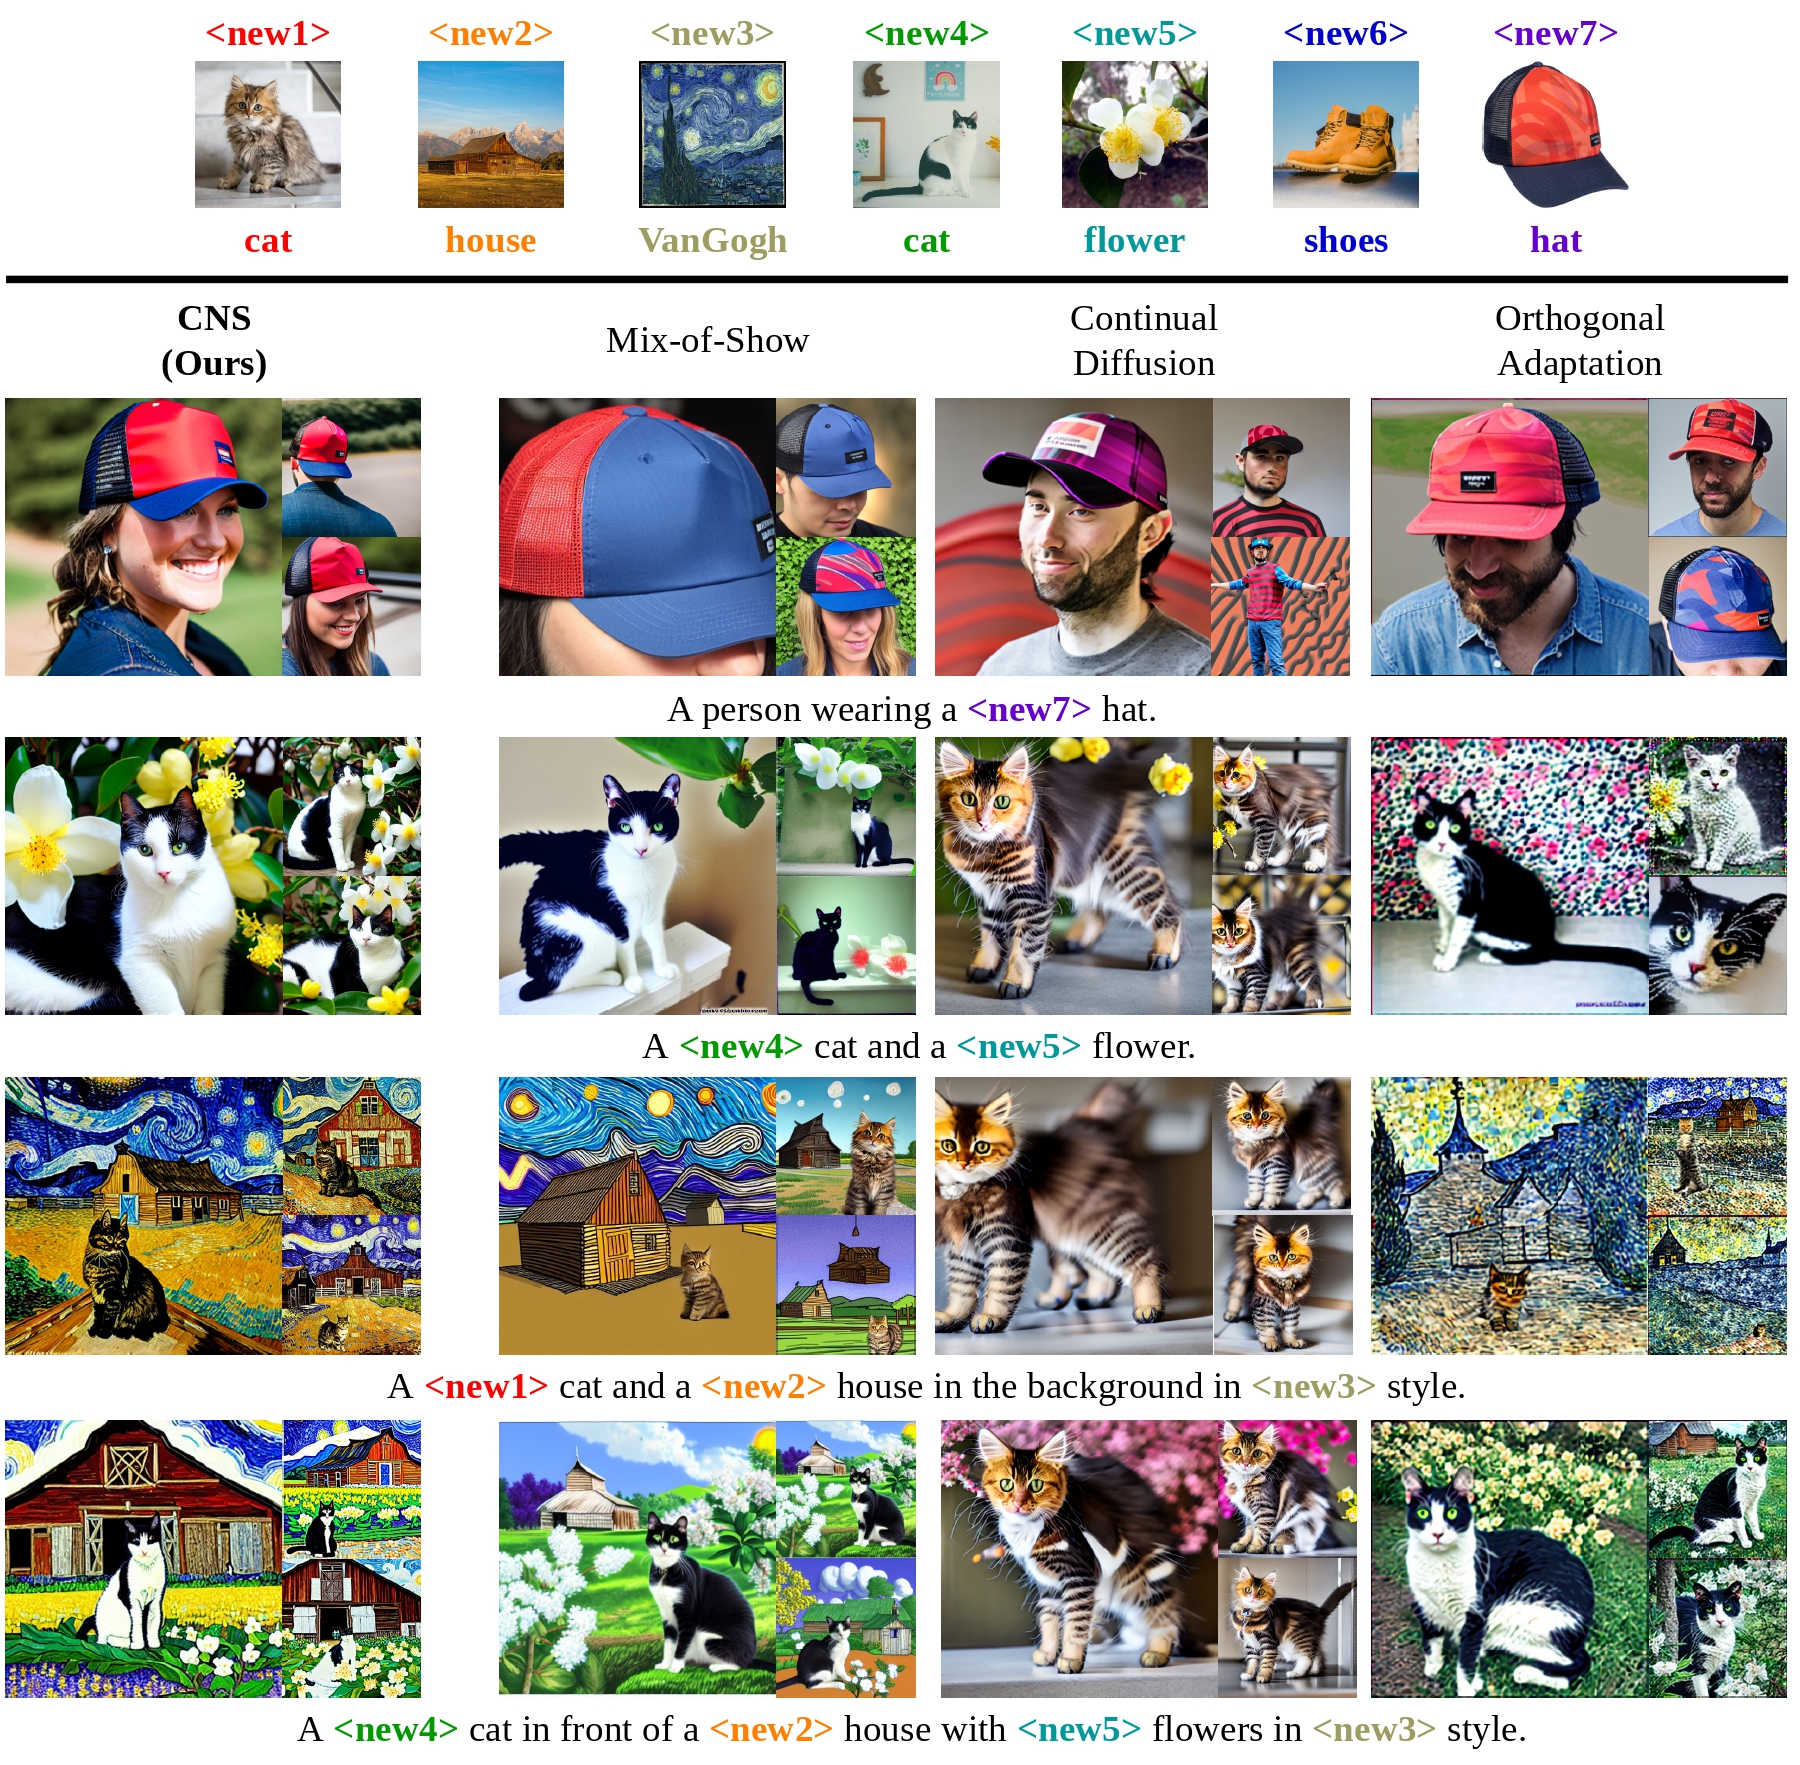 <new1> <new2> <new3> <new4> <new5> <new6> <new7>
cat house VanGogh cat flower shoes hat
CNS
(Ours)
Mix-of-Show
Continual
Diffusion
Orthogonal
Adaptation
A person wearing a <new7> hat.
A <new4> cat and a <new5> flower.
A <new1> cat and a <new2> house in the background in <new3> style.
A <new4> cat in front of a <new2> house with <new5> flowers in <new3> style.